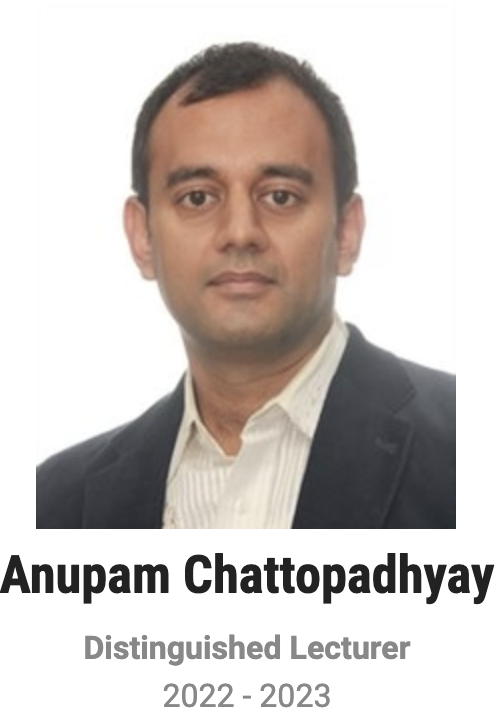 Anupam Chattopadhyay
Distinguished Lecturer
2022 - 2023